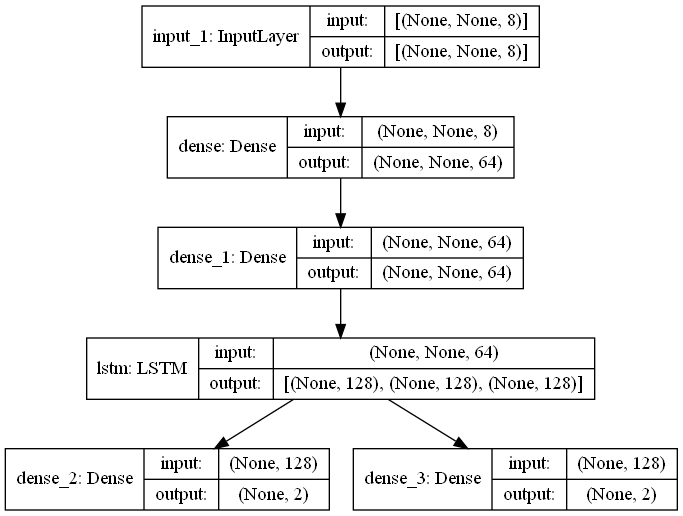 input_1: InputLayer
input: [(None, None, 8)]
output: [(None, None, 8)]
dense: Dense
input: (None, None, 8)
output: (None, None, 64)
dense_1: Dense
input: (None, None, 64)
output: (None, None, 64)
lstm: LSTM
input: (None, None, 64)
output: [(None, 128), (None, 128), (None, 128)]
dense_2: Dense
input: (None, 128)
output: (None, 2)
dense_3: Dense
input: (None, 128)
output: (None, 2)